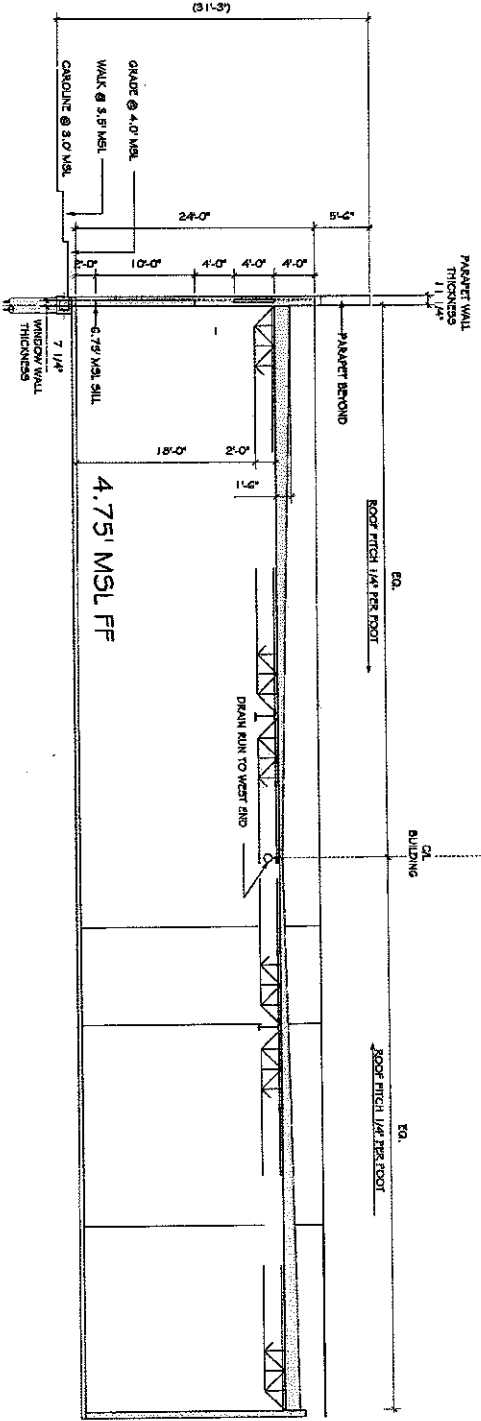 (31'-3")
CAROLINE @ 3.0' MSL
WALK @ 3.5' MSL
GRADE @ 4.0' MSL
24'-0"
5'-6"
2'-0"
10'-0"
4'-0"
4'-0"
4'-0"
PARAPET WALL
THICKNESS
11 1/4"
7 1/4"
WINDOW WALL
THICKNESS
6.75' MSL SILL
PARAPET BEYOND
18'-0"
2'-0"
1'-6"
4.75' MSL FF
EQ.
ROOF PITCH 1/4" PER FOOT
DRAIN RUN TO WEST END
C/L
BUILDING
EQ.
ROOF PITCH 1/4" PER FOOT